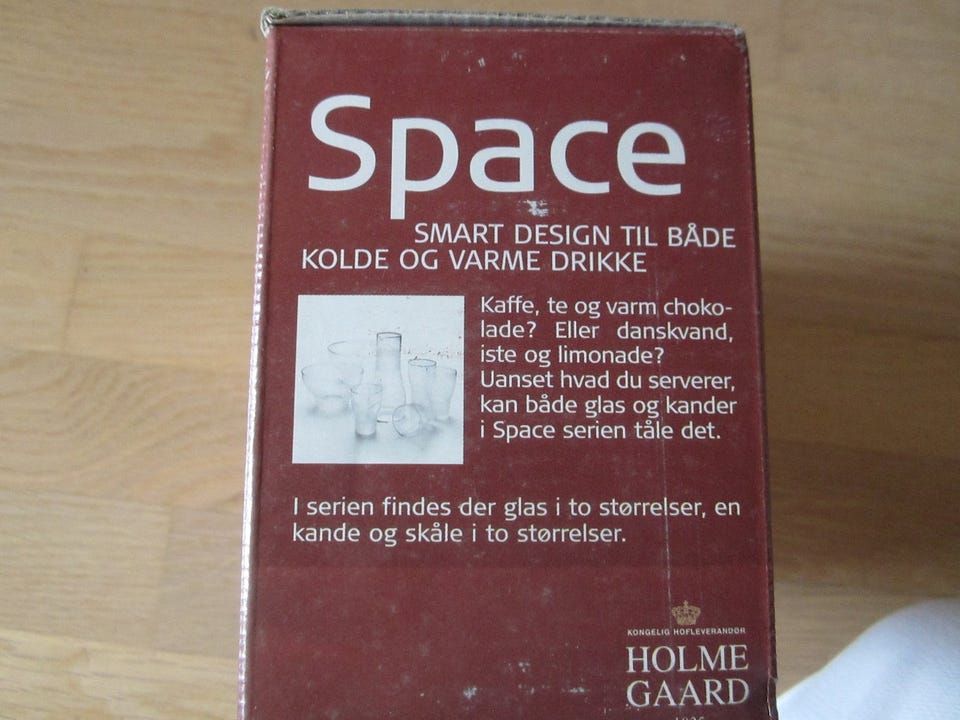 Space
SMART DESIGN TIL BÅDE
KOLDE OG VARME DRIKKE
Kaffe, te og varm choko-
lade? Eller danskvand,
iste og limonade?
Uanset hvad du serverer,
kan både glas og kander
i Space serien tåle det.
I serien findes der glas i to størrelser, en
kande og skåle i to størrelser.
KONGELIG HOFLEVERANDØR
HOLME
GAARD